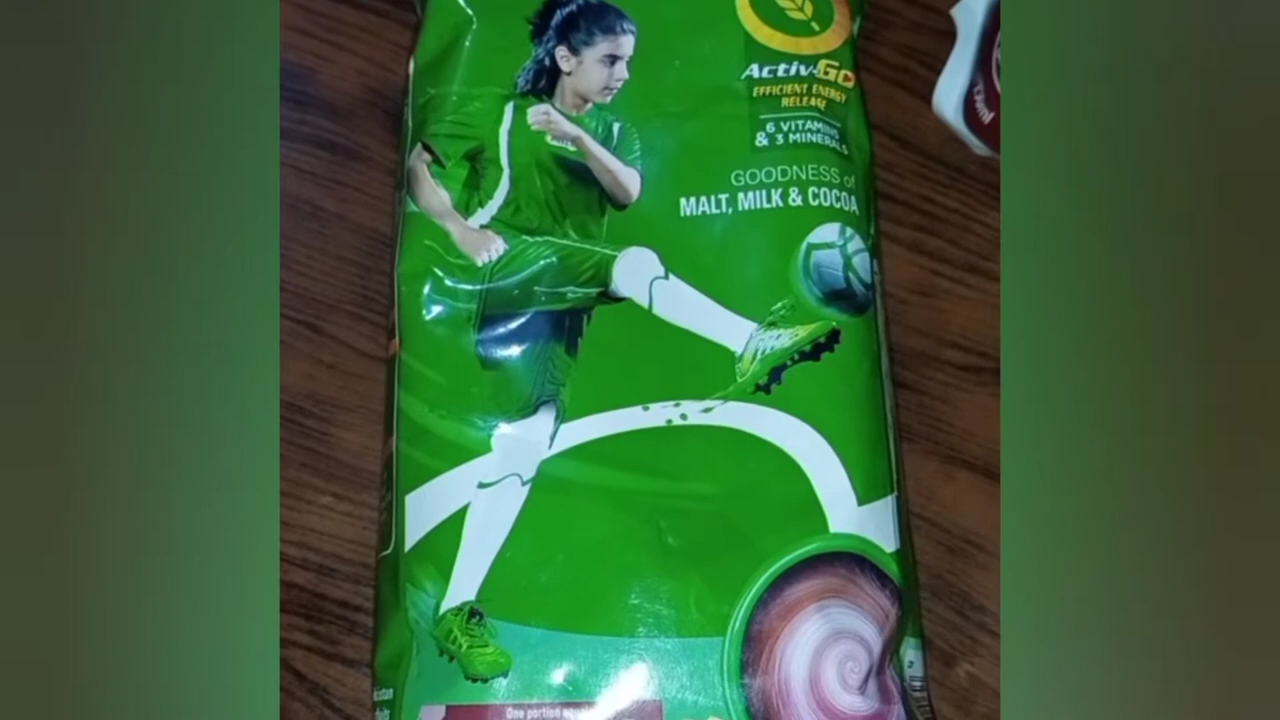 Activ-Go
EFFICIENT ENERGY
RELEASE
6 VITAMINS
& 3 MINERALS
GOODNESS of
MALT, MILK & COCOA
One portion